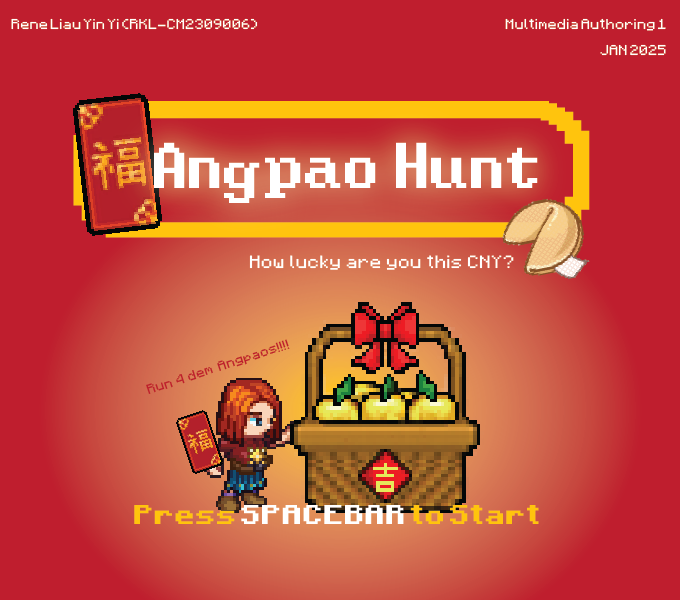 Rene Liau Yin Yi (RKL-CM2309006)
Multimedia Authoring 1
JAN 2025
福
Angpao Hunt
How lucky are you this CNY?
Run 4 dem Angpaos!!!!
福
吉
Press SPACEBAR to Start